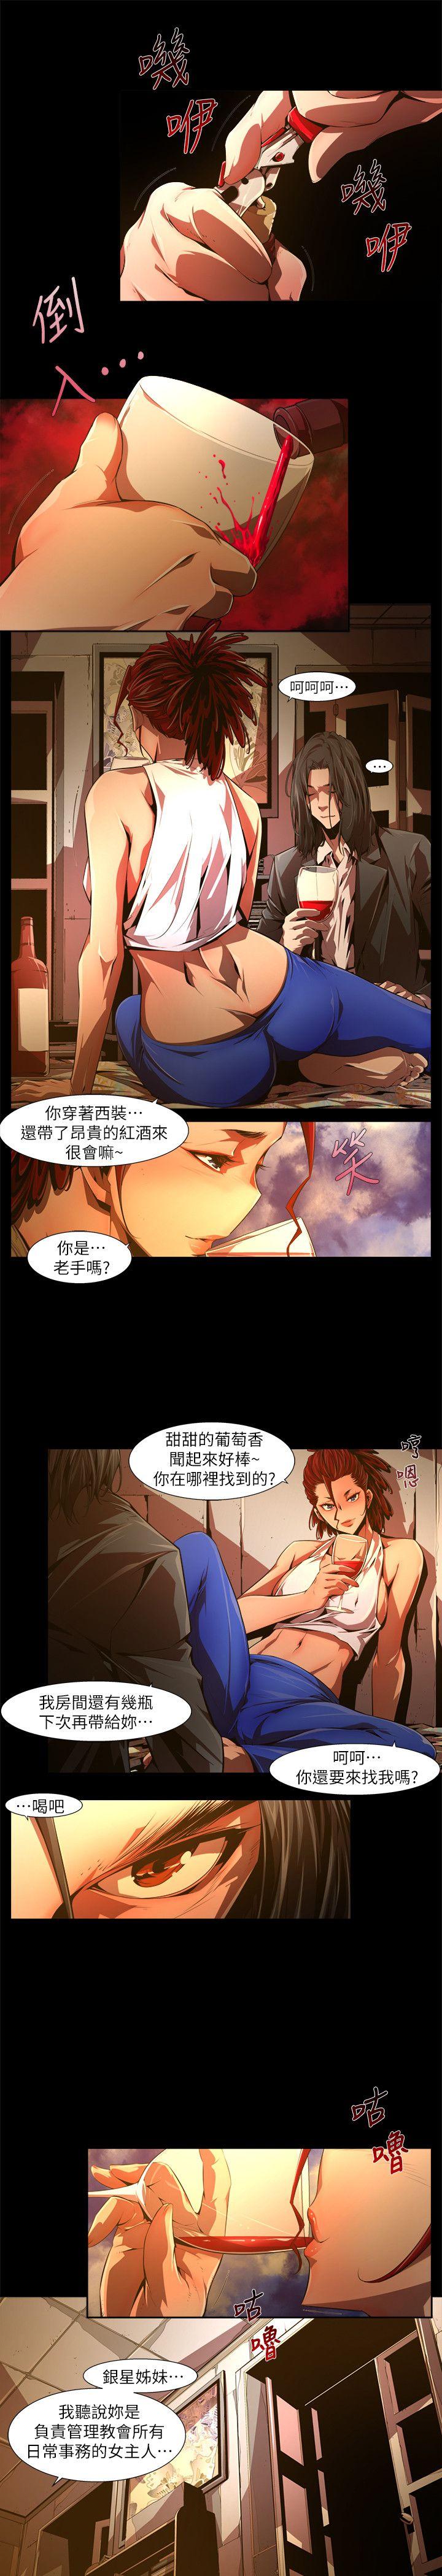 嘰
咿
嘰
咿
倒
入…
呵呵呵…
…
你穿著西裝…
還帶了昂貴的紅酒來
很會嘛~
笑
你是…
老手嗎?
甜甜的葡萄香
聞起來好棒~
你在哪裡找到的?
哼
嗯
我房間還有幾瓶
下次再帶給妳…
呵呵…
你還要來找我嗎?
…喝吧
咕
嚕
咕
嚕
銀星姊妹…
我聽說妳是
負責管理教會所有
日常事務的女主人…